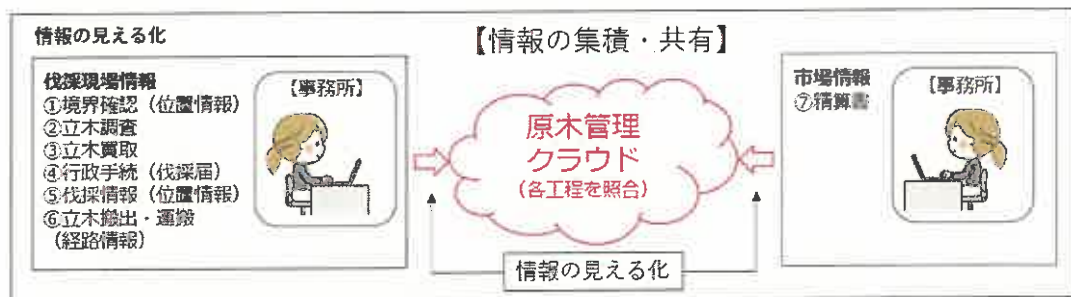 情報の見える化
【情報の集積・共有】
伐採現場情報
①境界確認（位置情報）
②立木調査
③立木買取
④行政手続（伐採届）
⑤伐採情報（位置情報）
⑥立木搬出・運搬
（経路情報）
【事務所】
原木管理
クラウド
（各工程を照合）
市場情報
⑦精算書
【事務所】
情報の見える化